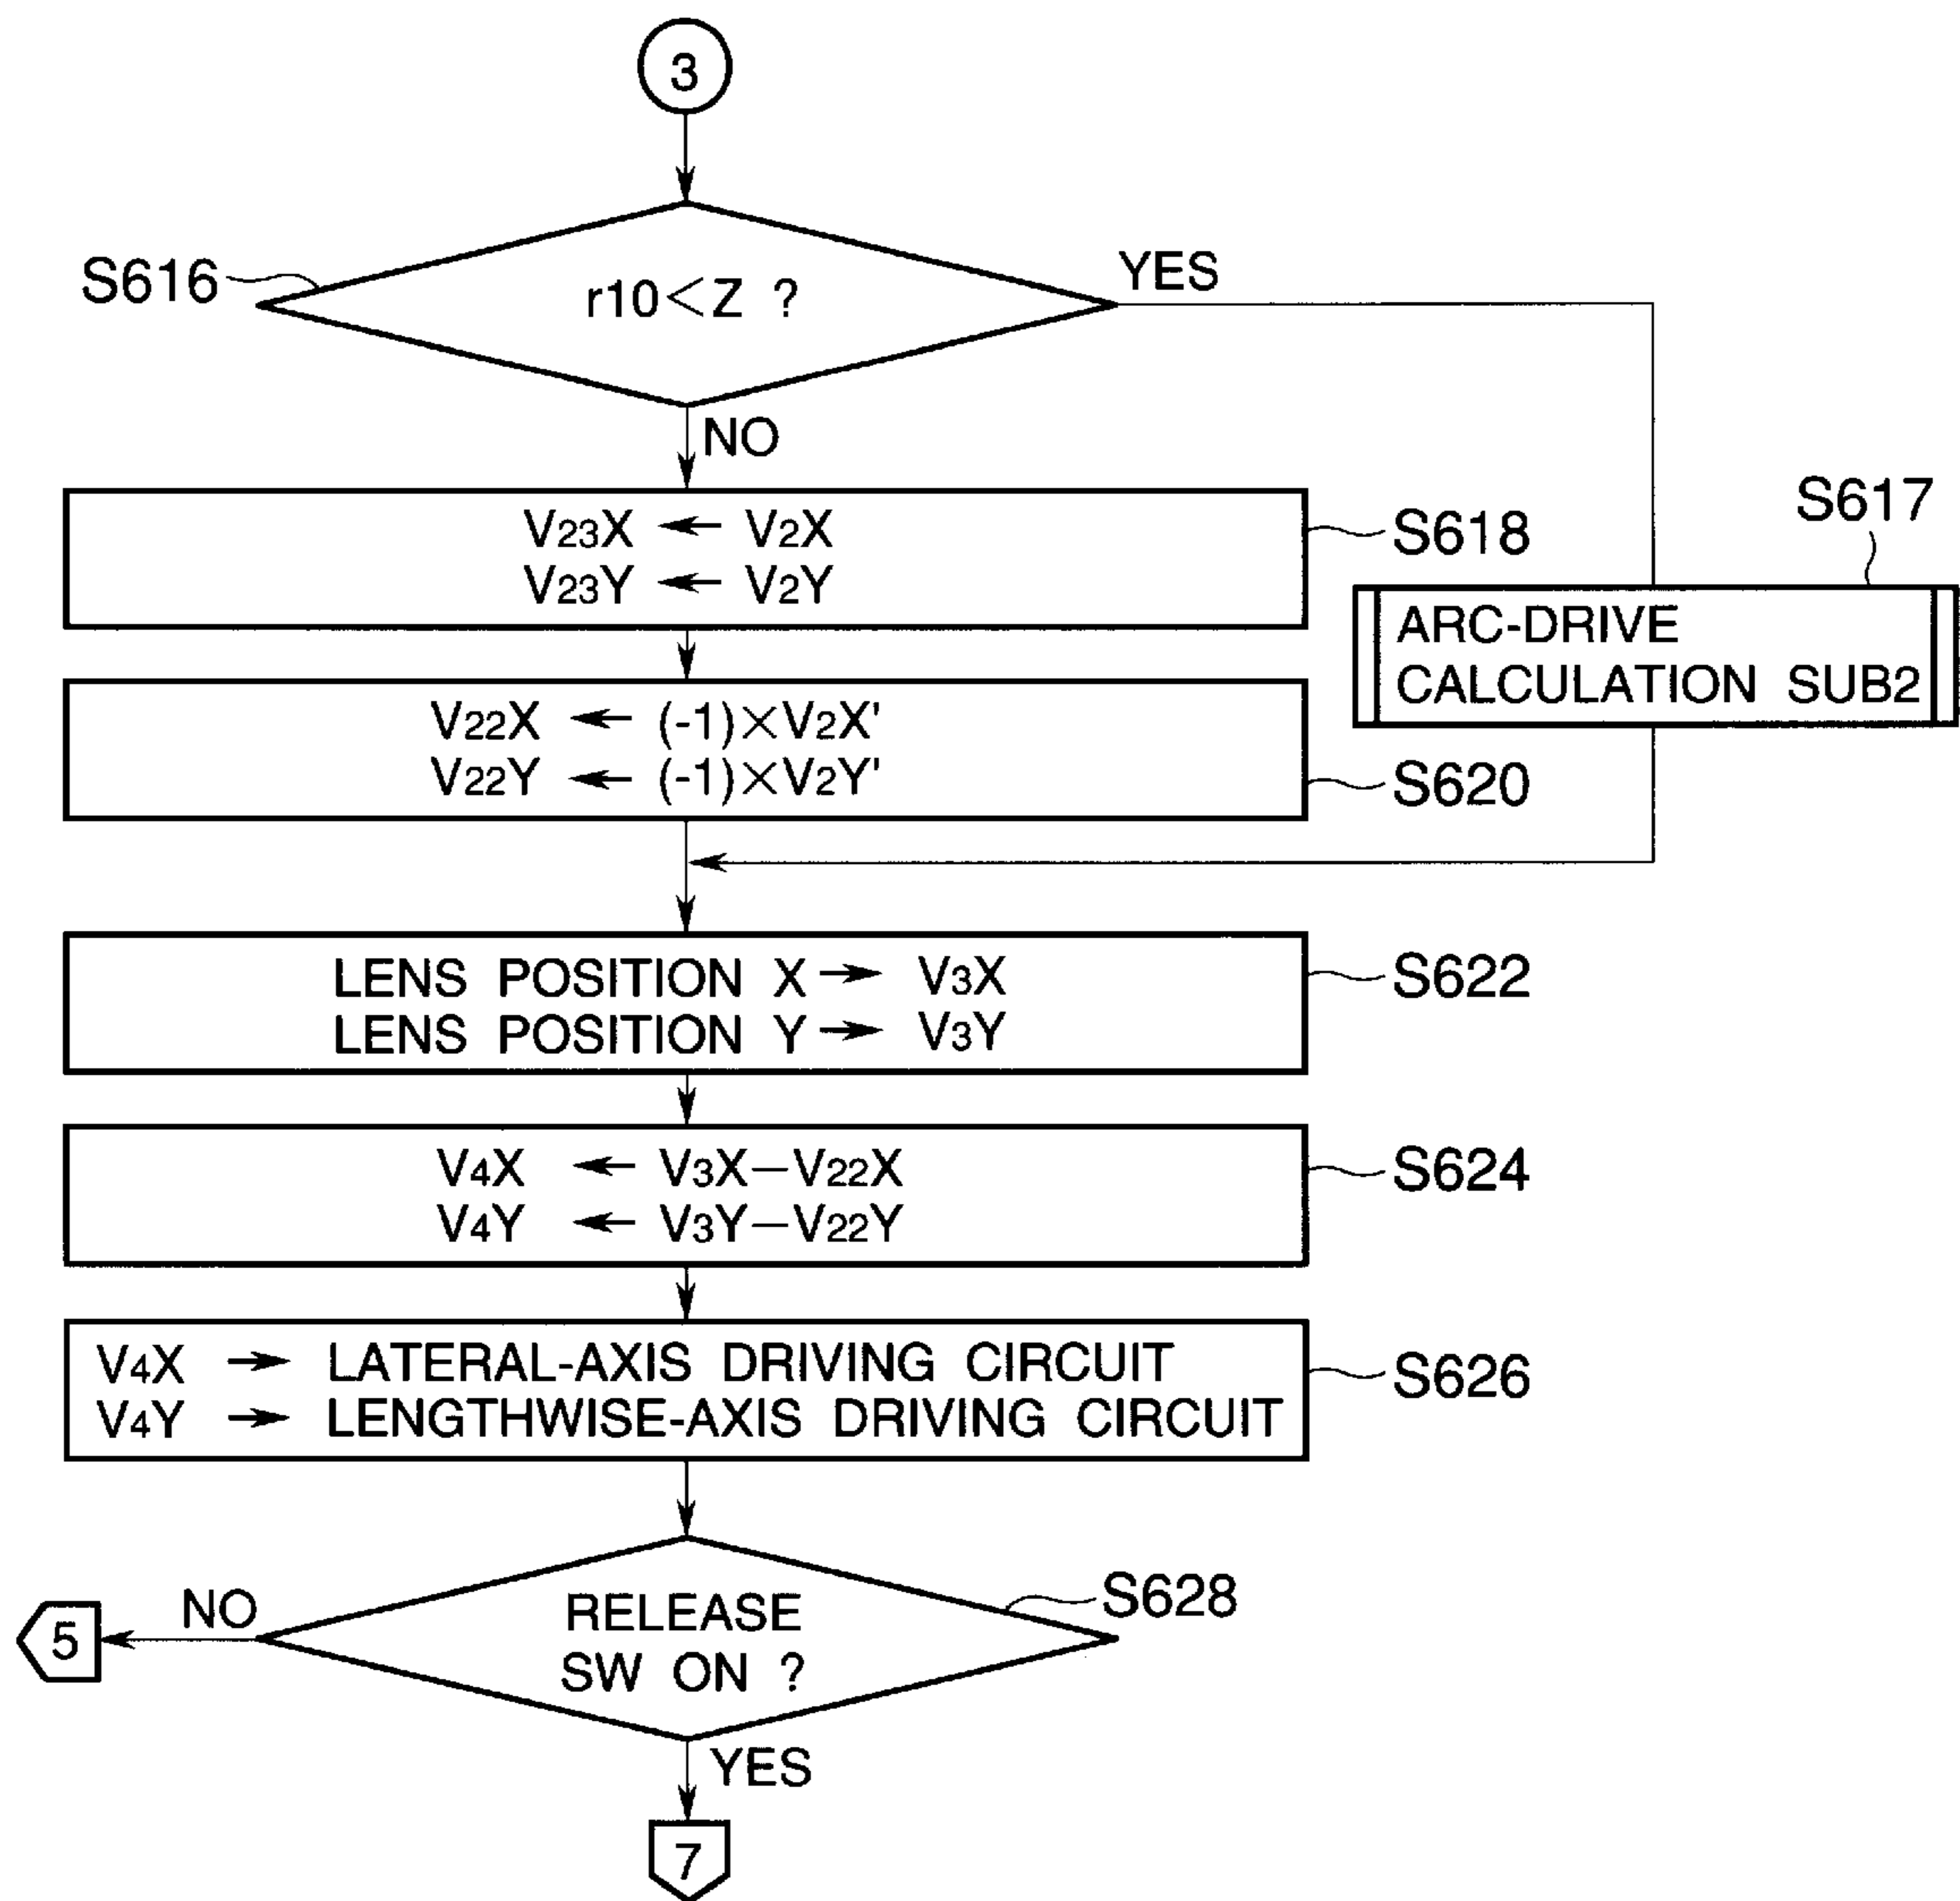 3
S616
r10<Z ?
YES
NO
V23X ← V2X
V23Y ← V2Y
S618
S617
ARC-DRIVE
CALCULATION SUB2
V22X ← (-1)×V2X'
V22Y ← (-1)×V2Y'
S620
LENS POSITION X → V3X
LENS POSITION Y → V3Y
S622
V4X ← V3X—V22X
V4Y ← V3Y—V22Y
S624
V4X → LATERAL-AXIS DRIVING CIRCUIT
V4Y → LENGTHWISE-AXIS DRIVING CIRCUIT
S626
RELEASE
SW ON ?
S628
NO
5
YES
7